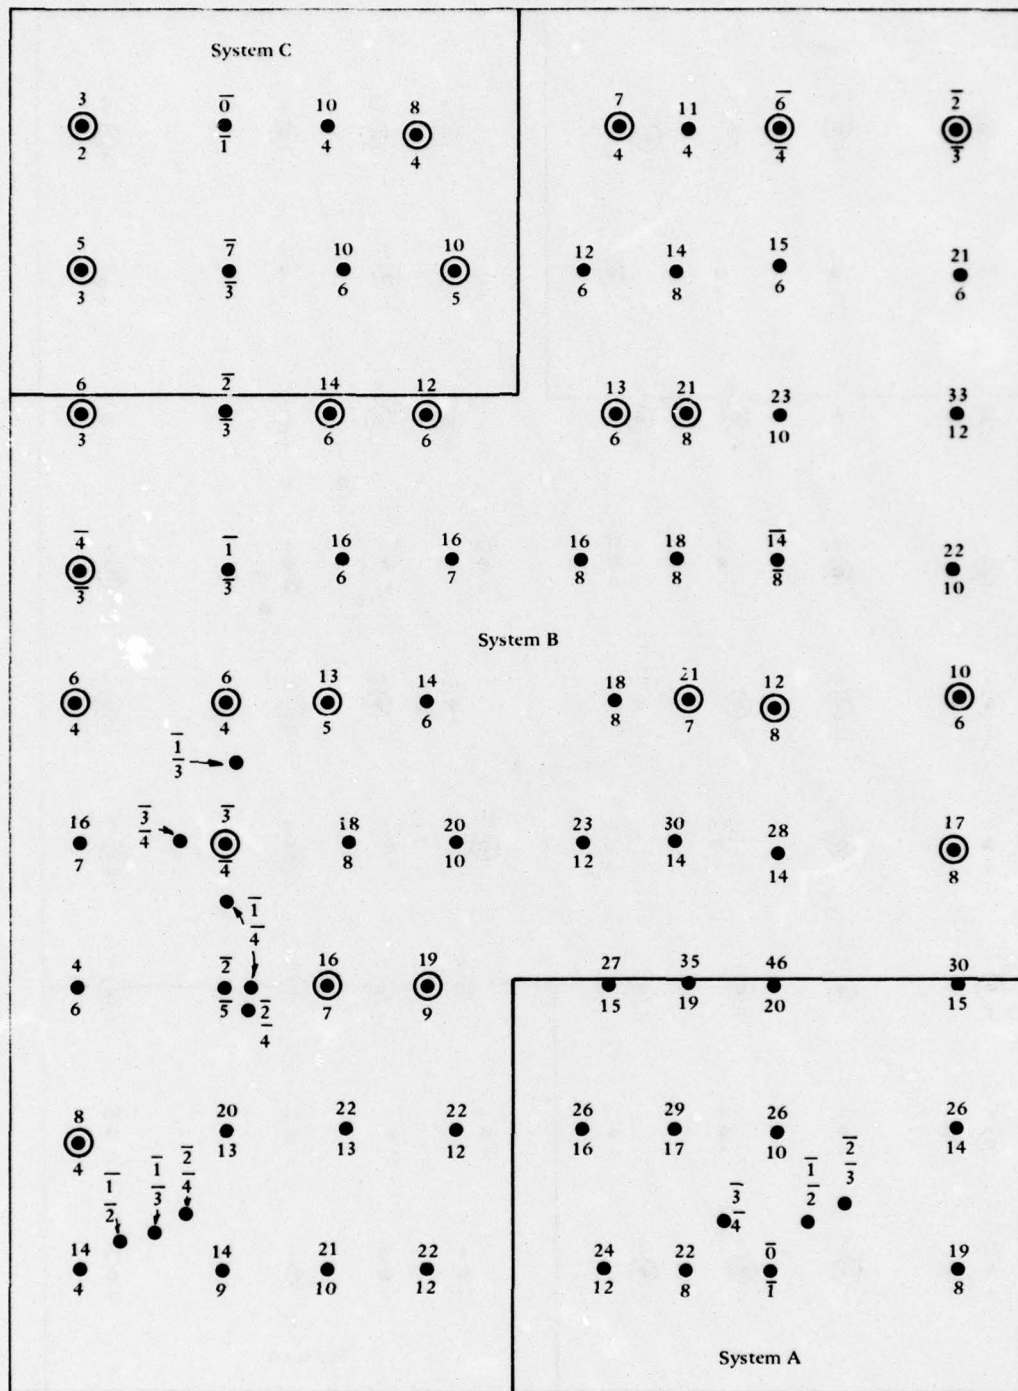 System C
3 0̅ 10 8 7 11 6̅ 2̅
2 1̅ 4 4 4 4 4̅ 3̅
5 7̅ 10 10 12 14 15 21
3 3̅ 6 5 6 8 6 6
6 2̅ 14 12 13 21 23 33
3 3̅ 6 6 6 8 10 12
4̅ 1̅ 16 16 16 18 1̅4̅ 22
3̅ 3̅ 6 7 8 8 8̅ 10
System B
6 6 13 14 18 21 12 10
4 4 5 6 8 7 8 6
1̅
3̅
16 3̅ 3̅ 18 20 23 30 28 17
7 4̅ 4̅ 8 10 12 14 14 8
1̅
4̅
4 2̅ 16 19 27 35 46 30
6 5̅ 7 9 15 19 20 15
2̅
4̅
8 20 22 22 26 29 26 26
4 13 13 12 16 17 10 14
1̅ 1̅ 2̅ 3̅ 1̅ 2̅
2̅ 3̅ 4̅ 4̅ 2̅ 3̅
14 14 21 22 24 22 0̅ 19
4 9 10 12 12 8 1̅ 8
System A